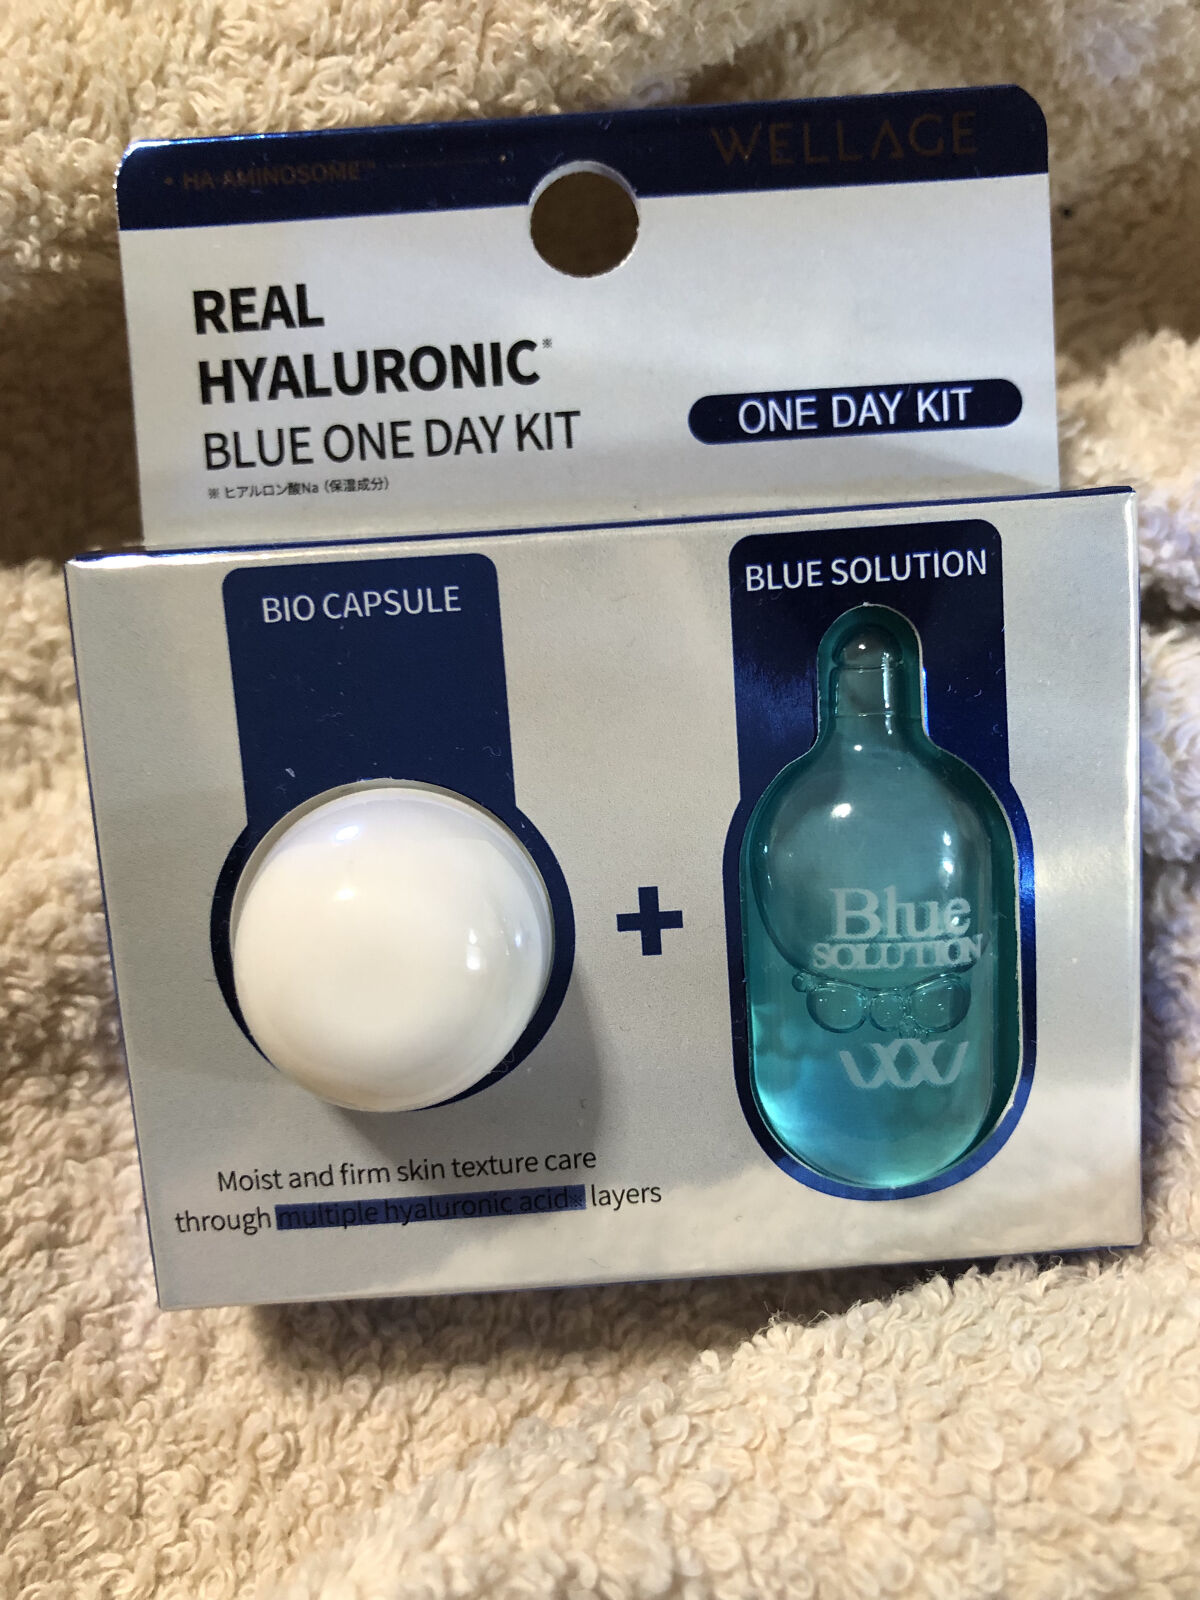 WELLAGE
• HA-AMINOSOME™
REAL
HYALURONIC※
BLUE ONE DAY KIT
※ ヒアルロン酸Na（保湿成分）
ONE DAY KIT
BIO CAPSULE
BLUE SOLUTION
+
Blue
SOLUTION
Moist and firm skin texture care
through multiple hyaluronic acid※ layers